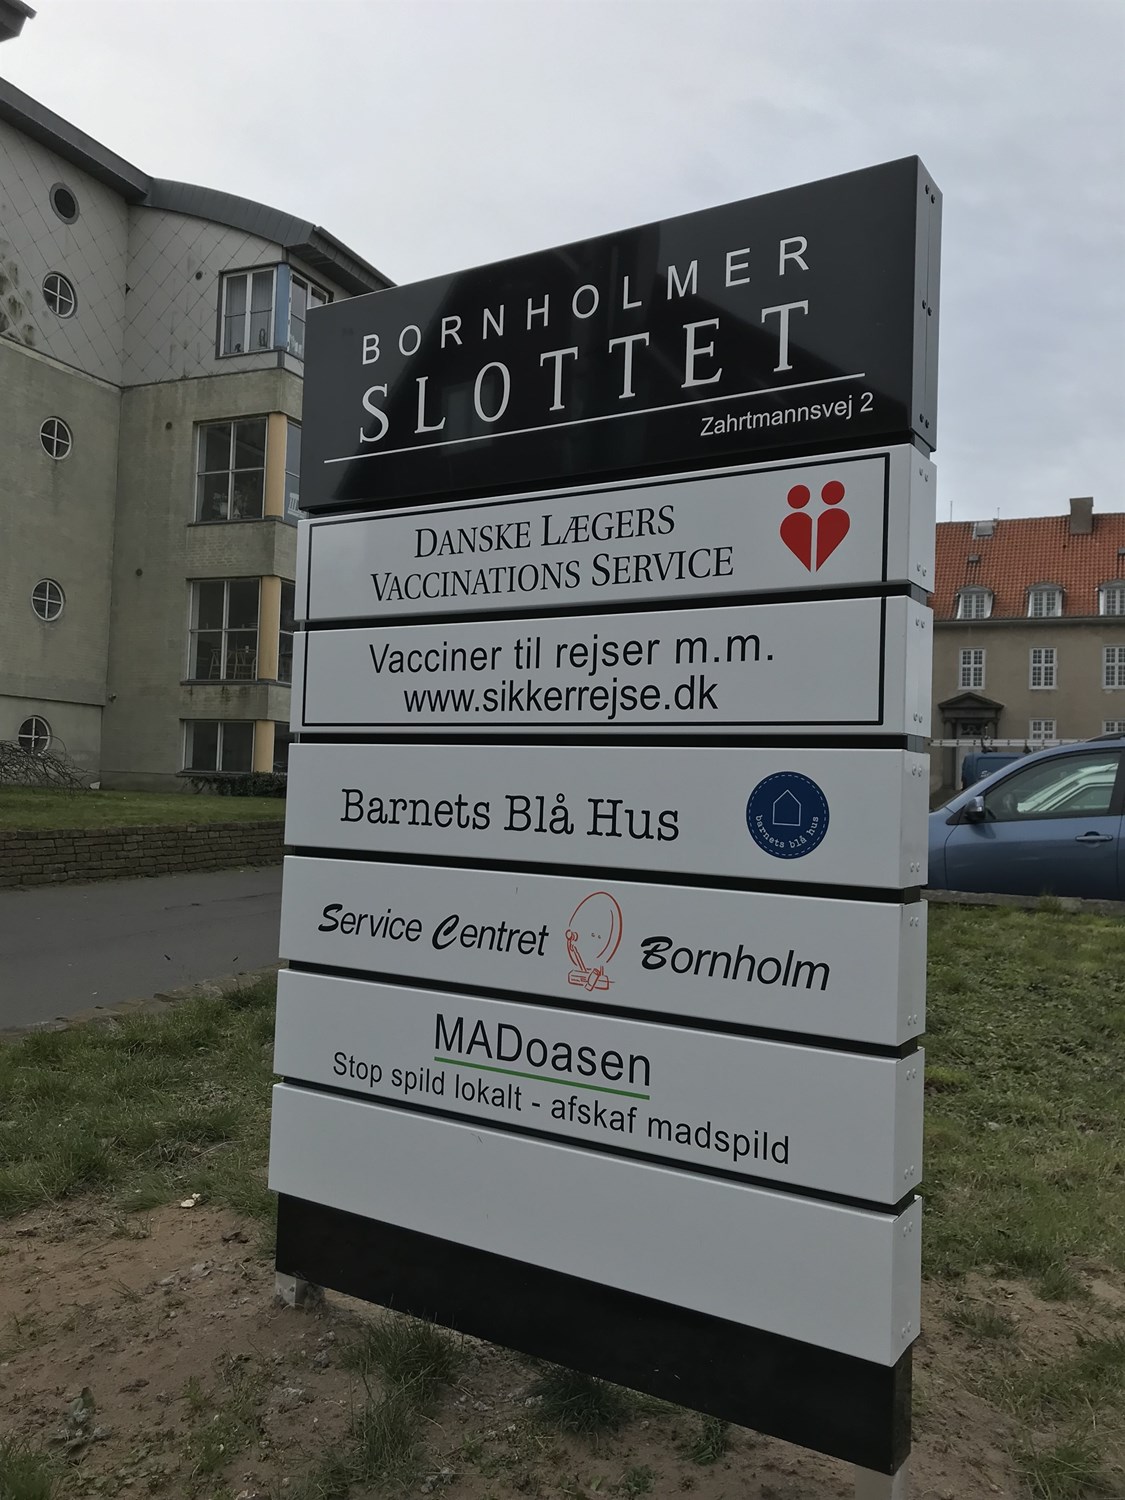 BORNHOLMER
SLOTTET
Zahrtmannsvej 2
DANSKE LÆGERS
VACCINATIONS SERVICE
Vacciner til rejser m.m.
www.sikkerrejse.dk
Barnets Blå Hus
barnets blå hus
Service Centret Bornholm
MADoasen
Stop spild lokalt - afskaf madspild